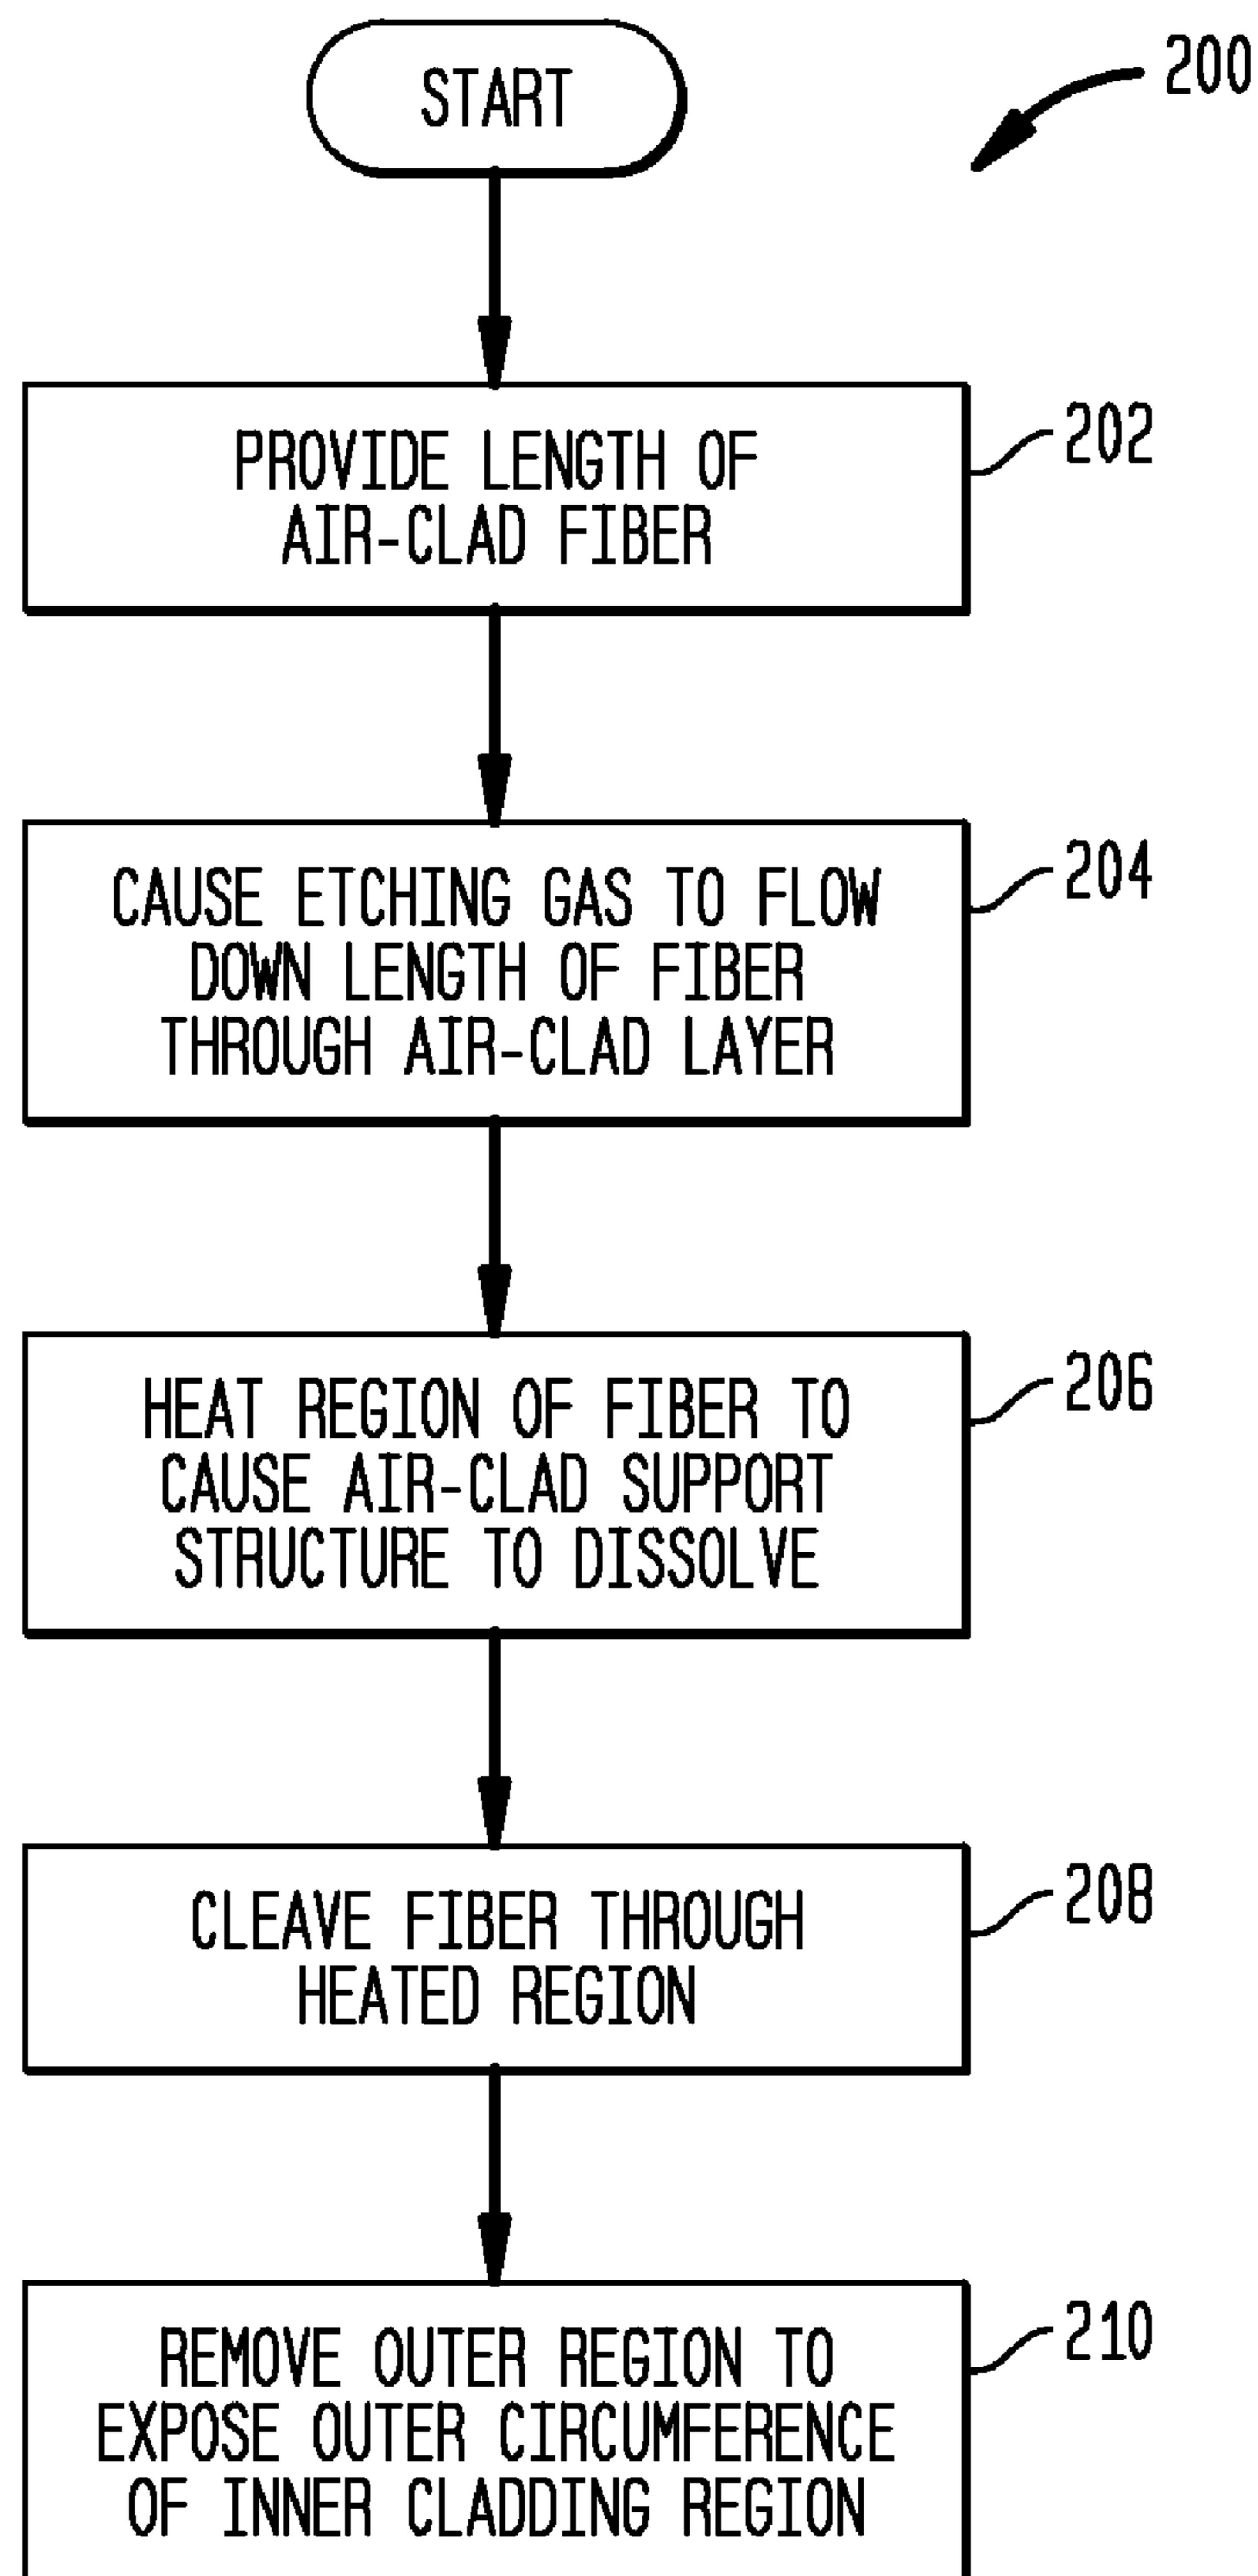 START
200
PROVIDE LENGTH OF
AIR-CLAD FIBER
202
CAUSE ETCHING GAS TO FLOW
DOWN LENGTH OF FIBER
THROUGH AIR-CLAD LAYER
204
HEAT REGION OF FIBER TO
CAUSE AIR-CLAD SUPPORT
STRUCTURE TO DISSOLVE
206
CLEAVE FIBER THROUGH
HEATED REGION
208
REMOVE OUTER REGION TO
EXPOSE OUTER CIRCUMFERENCE
OF INNER CLADDING REGION
210